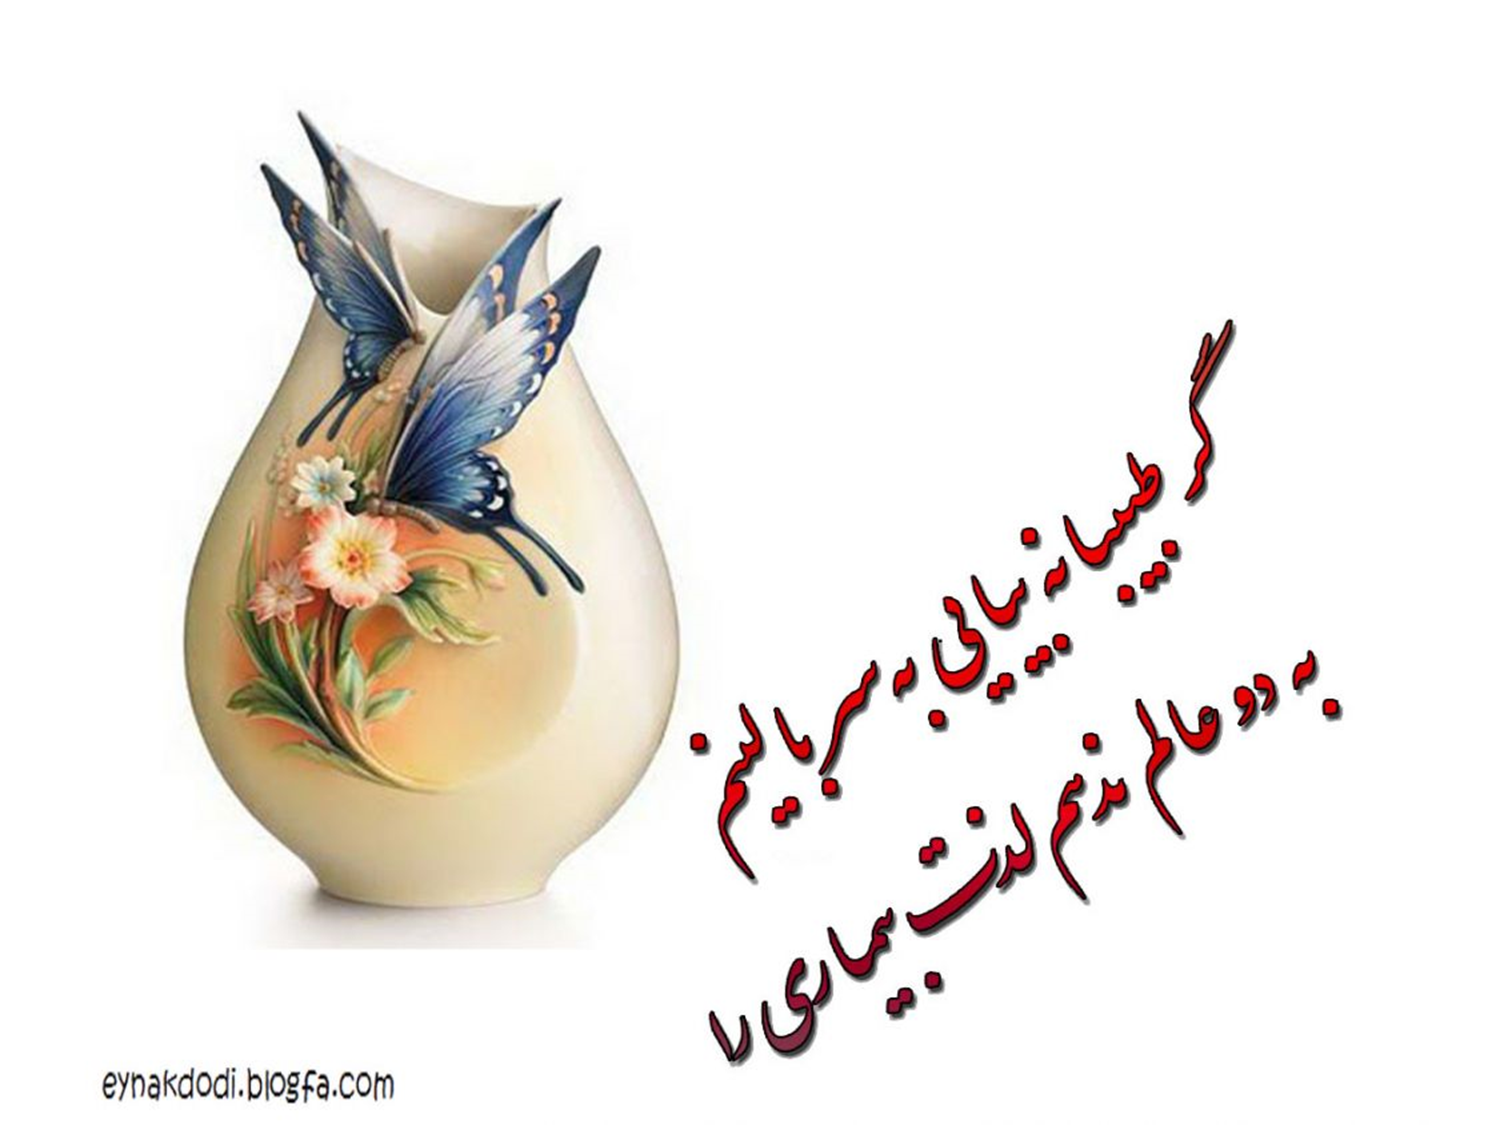 گر طبیبانه بیایی به سر بالینم
به دو عالم ندهم لذت بیماری را
eynakdodi.blogfa.com